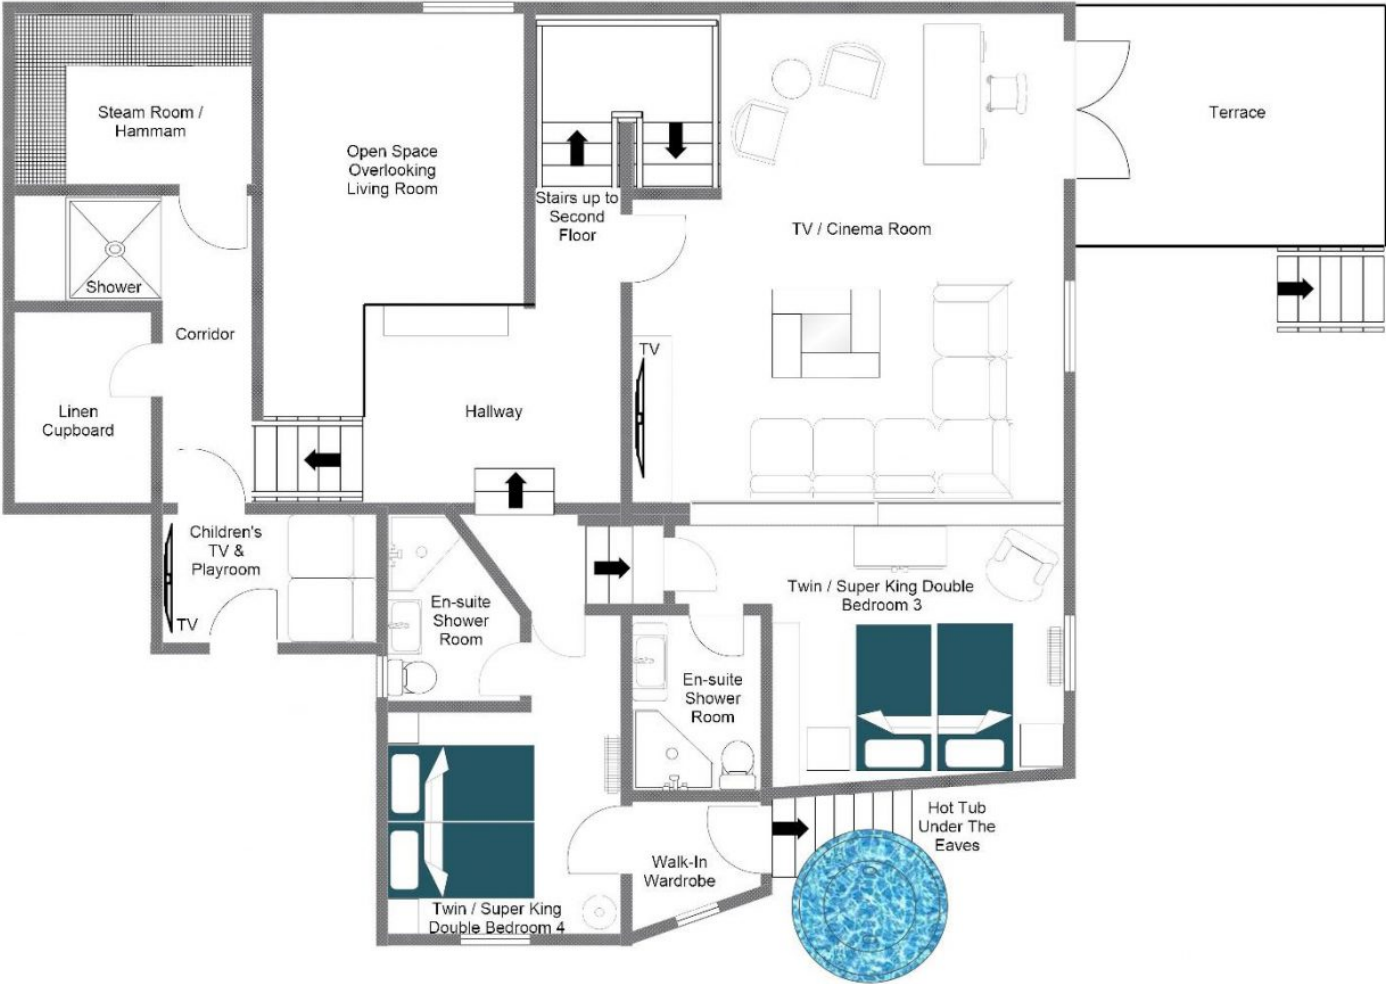 Steam Room /
Hammam
Open Space
Overlooking
Living Room
Stairs up to
Second
Floor
TV / Cinema Room
Terrace
Shower
Corridor
Linen
Cupboard
Hallway
TV
Children's
TV &
Playroom
TV
En-suite
Shower
Room
Twin / Super King Double
Bedroom 3
En-suite
Shower
Room
Hot Tub
Under The
Eaves
Walk-In
Wardrobe
Twin / Super King
Double Bedroom 4